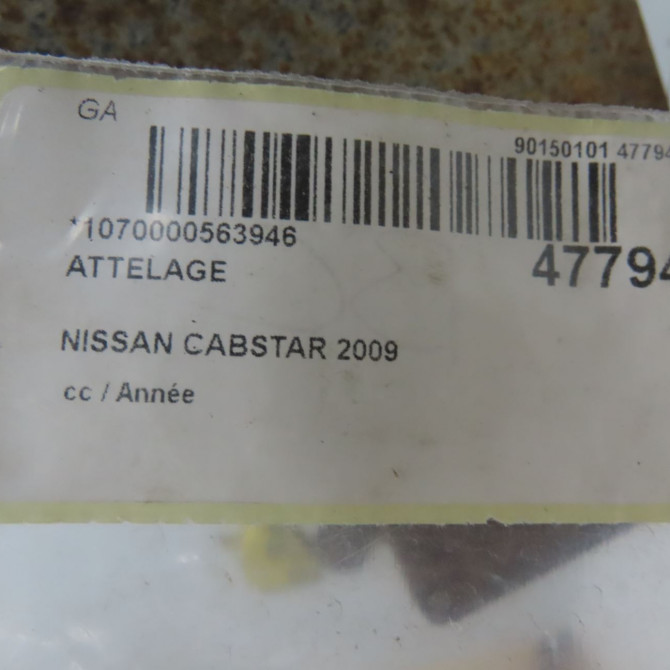 GA
90150101 47794
*1070000563946
ATTELAGE
47794
NISSAN CABSTAR 2009
cc / Année